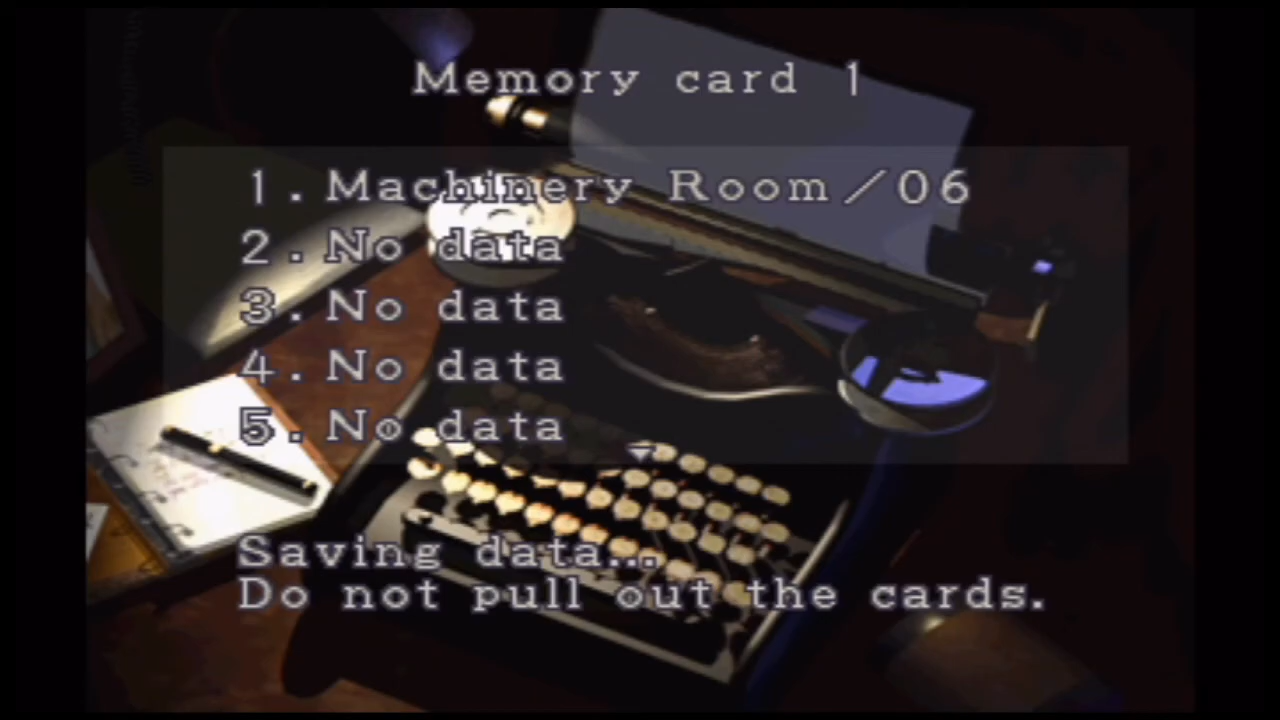 Memory card 1
1. Machinery Room/06
2. No data
3. No data
4. No data
5. No data
Saving data...
Do not pull out the cards.